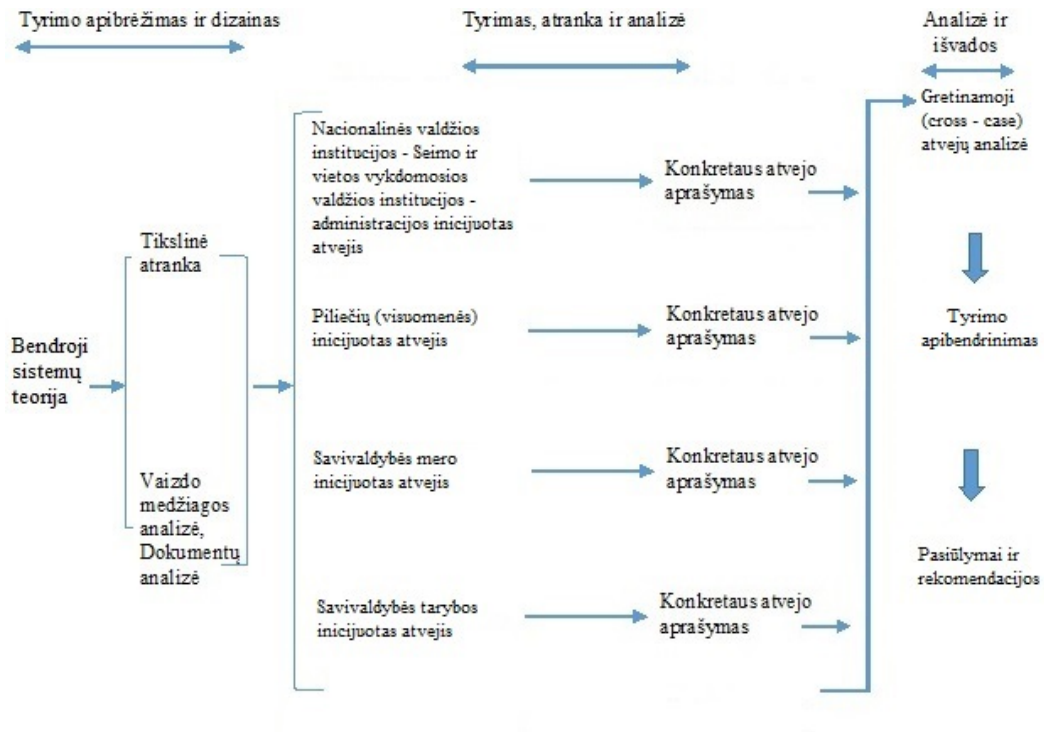 Tyrimo apibrėžimas ir dizainas
Tyrimas, atranka ir analizė
Analizė ir
išvados
Bendroji
sistemų
teorija
Tikslinė
atranka
Vaizdo
medžiagos
analizė,
Dokumentų
analizė
Nacionalinės valdžios
institucijos - Seimo ir
vietos vykdomosios
valdžios institucijos -
administracijos inicijuotas
atvejis
Konkretaus atvejo
aprašymas
Piliečių (visuomenės)
inicijuotas atvejis
Konkretaus atvejo
aprašymas
Savivaldybės mero
inicijuotas atvejis
Konkretaus atvejo
aprašymas
Savivaldybės tarybos
inicijuotas atvejis
Konkretaus atvejo
aprašymas
Gretinamoji
(cross - case)
atvejų analizė
Tyrimo
apibendrinimas
Pasiūlymai ir
rekomendacijos